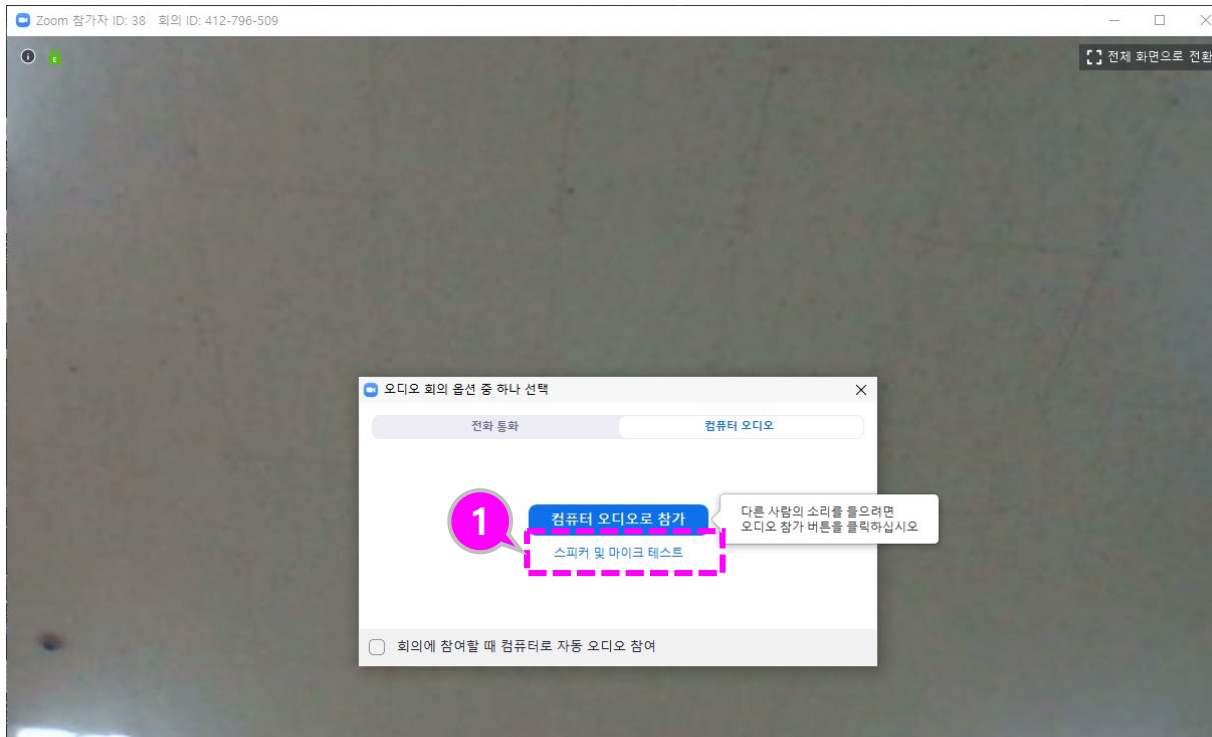 Zoom 참가자 ID: 38 회의 ID: 412-796-509
전체 화면으로 전환
오디오 회의 옵션 중 하나 선택
전화 통화
컴퓨터 오디오
1
컴퓨터 오디오로 참가
다른 사람의 소리를 들으려면
오디오 참가 버튼을 클릭하십시오
스피커 및 마이크 테스트
회의에 참여할 때 컴퓨터로 자동 오디오 참여